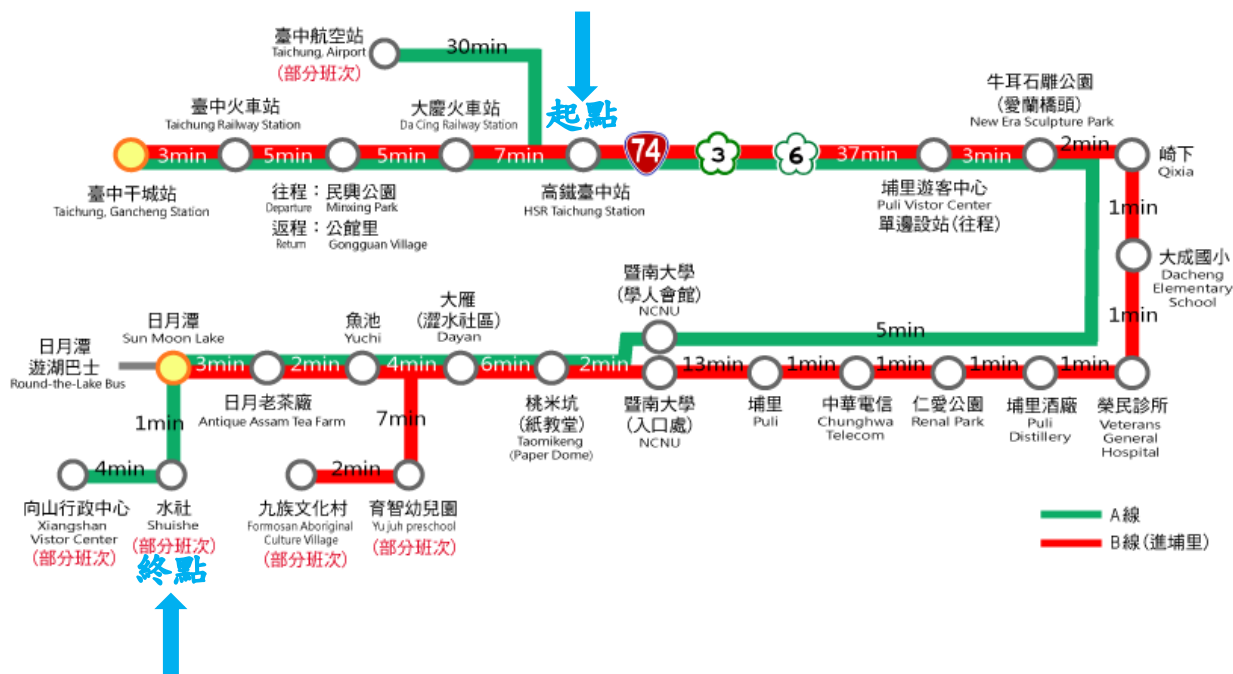 臺中航空站
Taichung, Airport
(部分班次)
30min
起點
臺中火車站
Taichung Railway Station
大慶火車站
Da Cing Railway Station
牛耳石雕公園
(愛蘭橋頭)
New Era Sculpture Park
3min
5min
5min
7min
74
3
6
37min
3min
2min
崎下
Qixia
臺中干城站
Taichung, Gancheng Station
往程：民興公園
Departure Minxing Park
返程：公館里
Return Gongguan Village
高鐵臺中站
HSR Taichung Station
埔里遊客中心
Puli Vistor Center
單邊設站(往程)
1min
大成國小
Dacheng
Elementary
School
1min
日月潭
Sun Moon Lake
魚池
Yuchi
大雁
(澀水社區)
Dayan
暨南大學
(學人會館)
NCNU
5min
日月潭
遊湖巴士
Round-the-Lake Bus
3min
2min
4min
6min
2min
13min
1min
1min
1min
1min
日月老茶廠
Antique Assam Tea Farm
桃米坑
(紙教堂)
Taomikeng
(Paper Dome)
暨南大學
(入口處)
NCNU
埔里
Puli
中華電信
Chunghwa
Telecom
仁愛公園
Renal Park
埔里酒廠
Puli
Distillery
榮民診所
Veterans
General
Hospital
1min
7min
4min
2min
向山行政中心
Xiangshan
Vistor Center
(部分班次)
水社
Shuishe
(部分班次)
終點
九族文化村
Formosan Aboriginal
Culture Village
(部分班次)
育智幼兒園
Yu juh preschool
(部分班次)
A線
B線(進埔里)